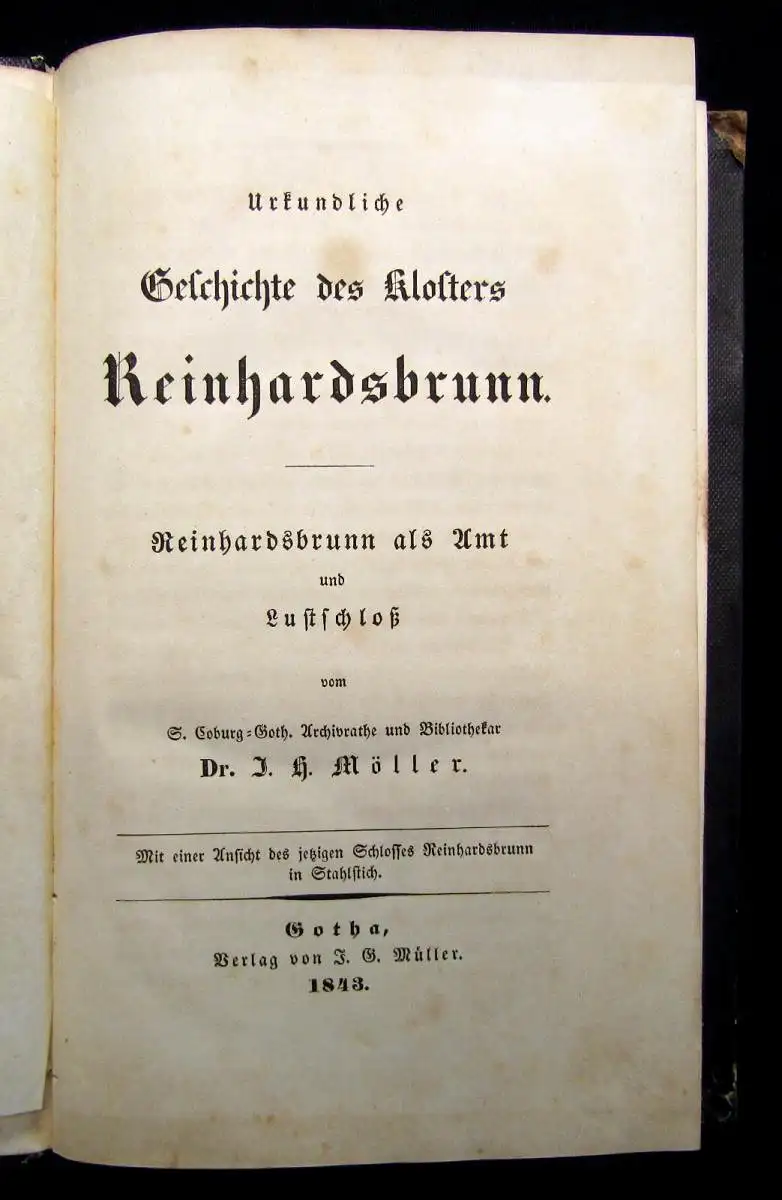 Urkundliche
Geschichte des Klosters
Reinhardsbrunn.
Reinhardsbrunn als Amt
und
Lustschloß
vom
S. Coburg-Goth. Archivrathe und Bibliothekar
Dr. J. H. Möller.
Mit einer Ansicht des jetzigen Schlosses Reinhardsbrunn
in Stahlstich.
Gotha,
Verlag von J. G. Müller.
1843.